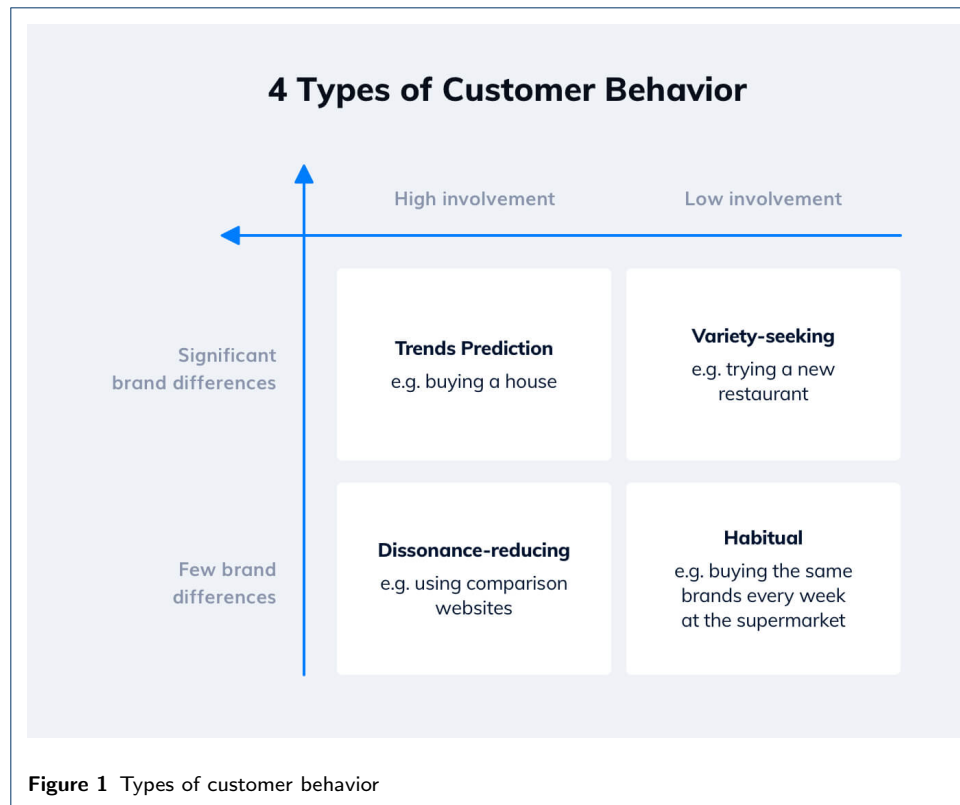 4 Types of Customer Behavior
High involvement
Low involvement
Significant
brand differences
Trends Prediction
e.g. buying a house
Variety-seeking
e.g. trying a new
restaurant
Few brand
differences
Dissonance-reducing
e.g. using comparison
websites
Habitual
e.g. buying the same
brands every week
at the supermarket
Figure 1 Types of customer behavior